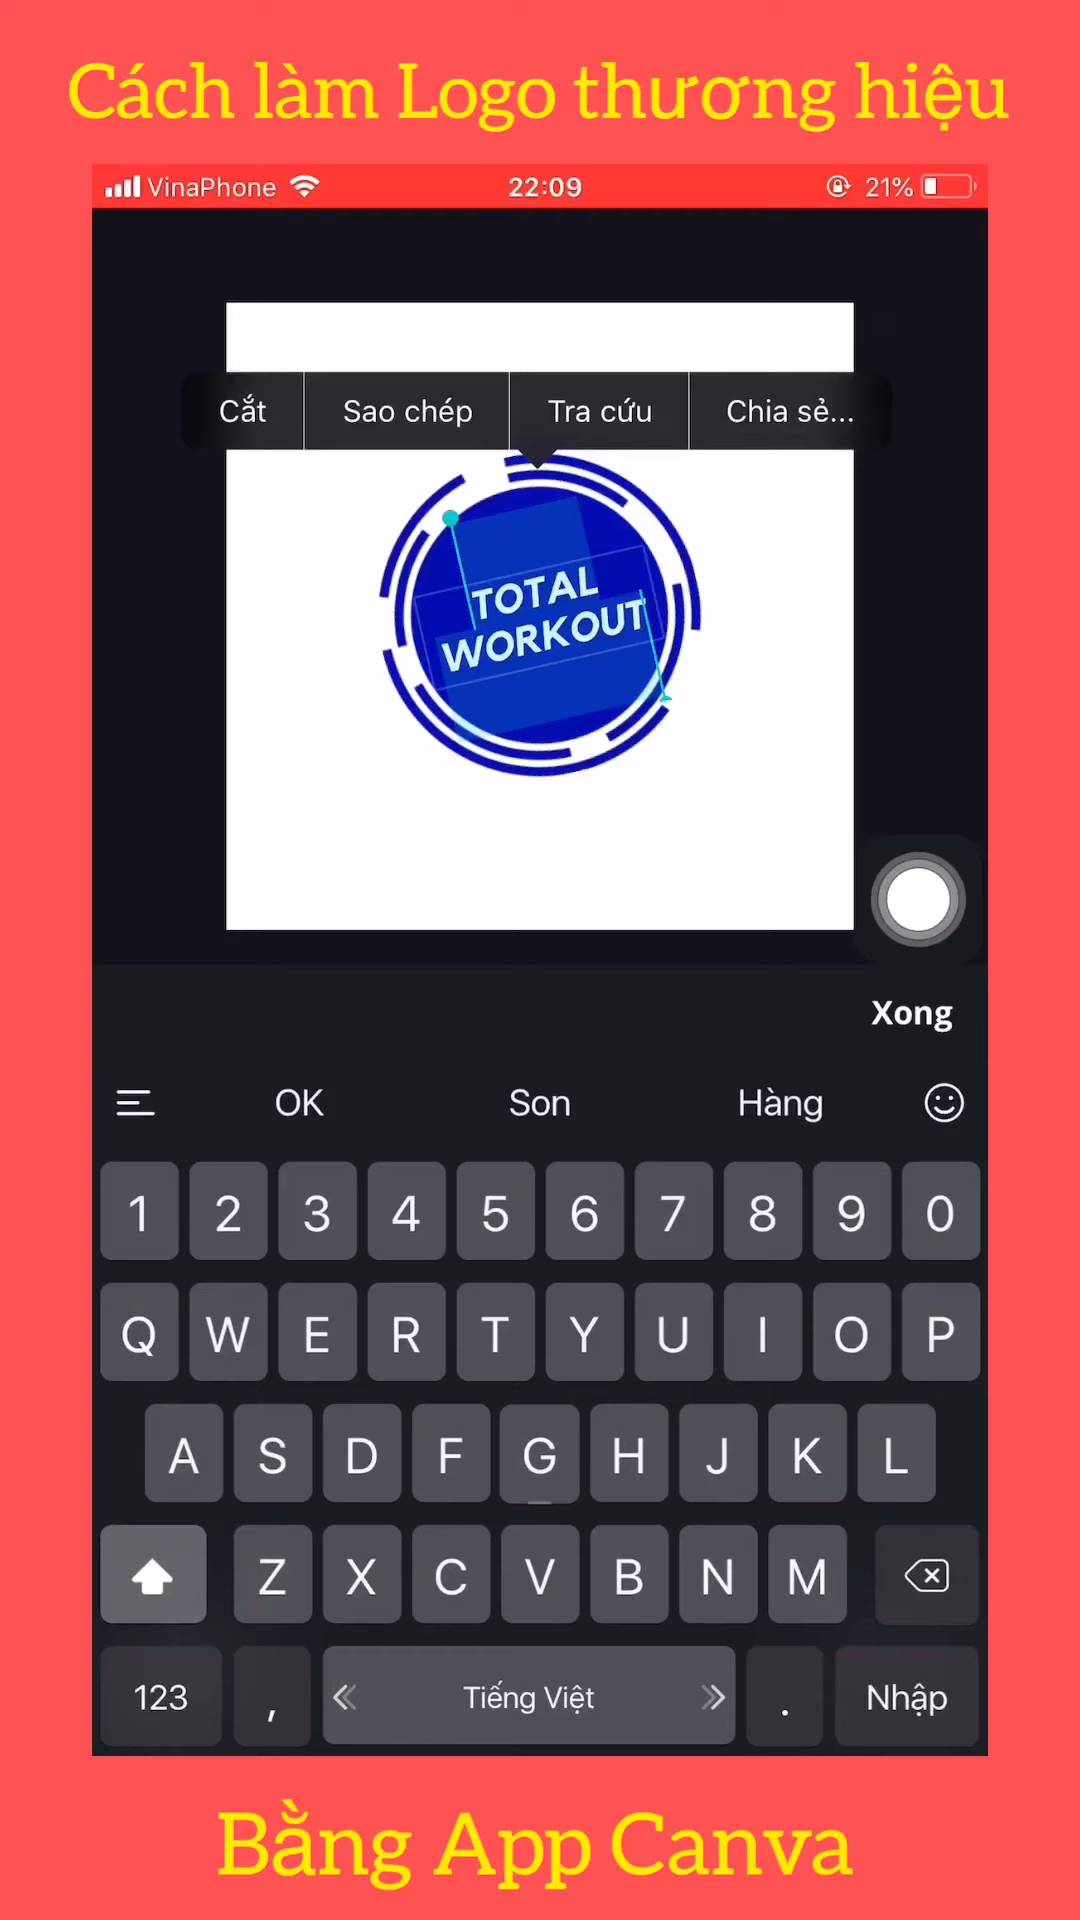 Cách làm Logo thương hiệu
VinaPhone 22:09 21%
Cắt Sao chép Tra cứu Chia sẻ...
TOTAL
WORKOUT
Xong
OK Son Hàng
1 2 3 4 5 6 7 8 9 0
Q W E R T Y U I O P
A S D F G H J K L
Z X C V B N M
123 , Tiếng Việt . Nhập
Bằng App Canva